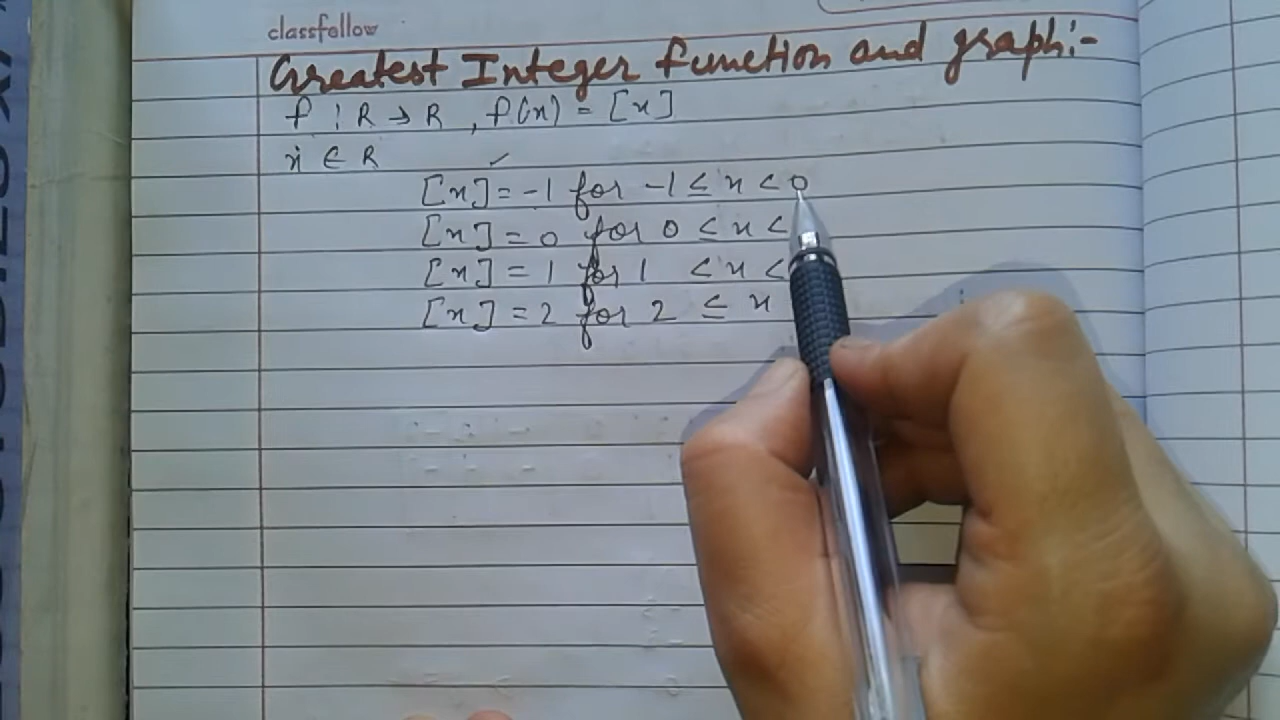 classfellow
Greatest Integer function and graph:-
f : R → R , f(x) = [x]
x ∈ R ✓
[x] = -1 for -1 ≤ x < 0
[x] = 0 for 0 ≤ x <
[x] = 1 for 1 ≤ x <
[x] = 2 for 2 ≤ x